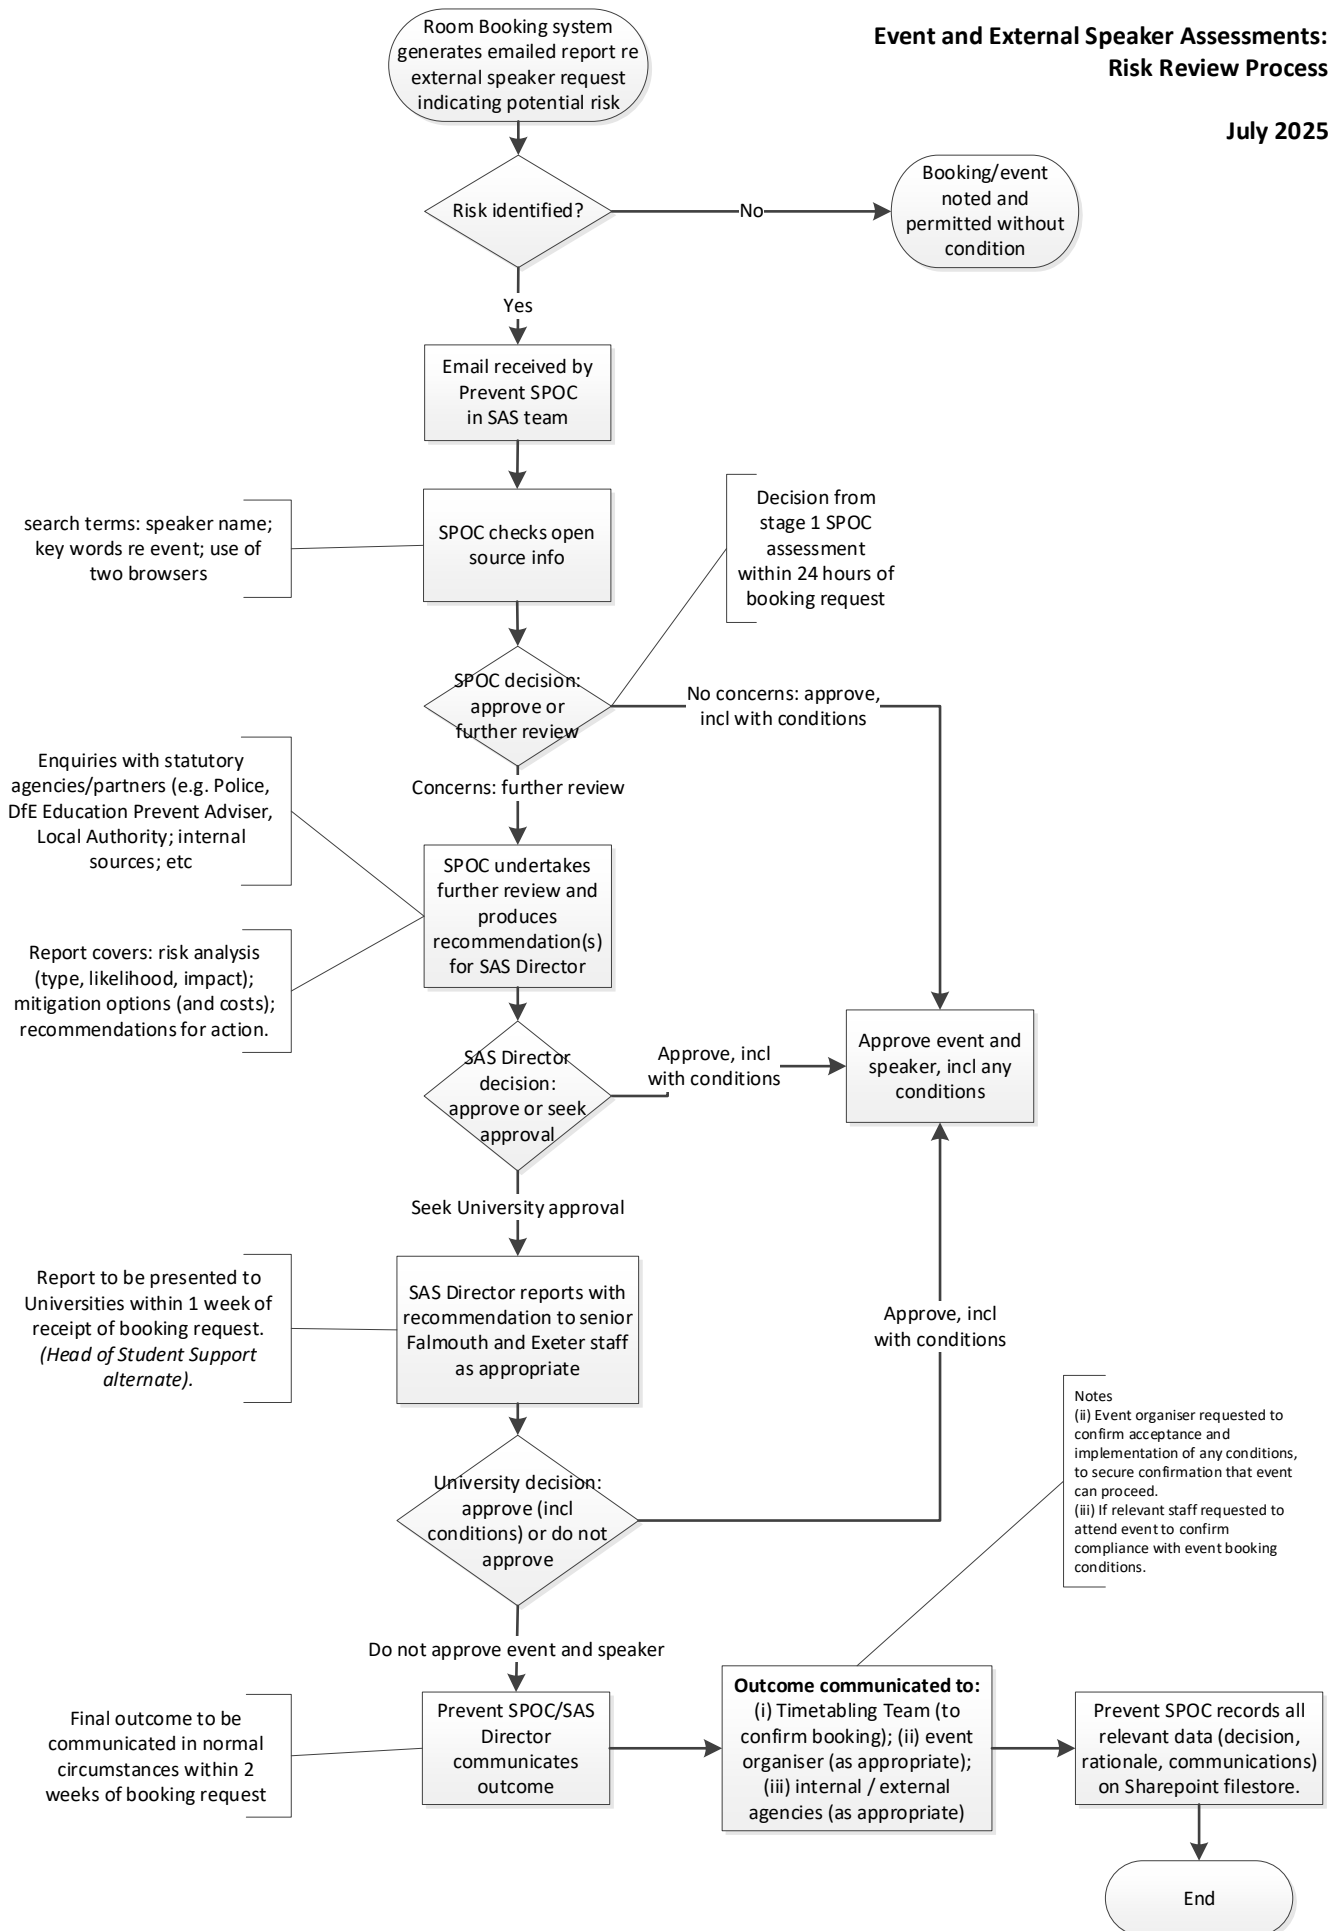 Event and External Speaker Assessments:
Risk Review Process
July 2025
Room Booking system
generates emailed report re
external speaker request
indicating potential risk
Risk identified?
No
Booking/event
noted and
permitted without
condition
Yes
Email received by
Prevent SPOC
in SAS team
search terms: speaker name;
key words re event; use of
two browsers
SPOC checks open
source info
Decision from
stage 1 SPOC
assessment
within 24 hours of
booking request
SPOC decision:
approve or
further review
No concerns: approve,
incl with conditions
Concerns: further review
Enquiries with statutory
agencies/partners (e.g. Police,
DfE Education Prevent Adviser,
Local Authority; internal
sources; etc
SPOC undertakes
further review and
produces
recommendation(s)
for SAS Director
Report covers: risk analysis
(type, likelihood, impact);
mitigation options (and costs);
recommendations for action.
SAS Director
decision:
approve or seek
approval
Approve, incl
with conditions
Approve event and
speaker, incl any
conditions
Seek University approval
Report to be presented to
Universities within 1 week of
receipt of booking request.
(Head of Student Support
alternate).
SAS Director reports with
recommendation to senior
Falmouth and Exeter staff
as appropriate
Approve, incl
with conditions
University decision:
approve (incl
conditions) or do not
approve
Notes
(ii) Event organiser requested to
confirm acceptance and
implementation of any conditions,
to secure confirmation that event
can proceed.
(iii) If relevant staff requested to
attend event to confirm
compliance with event booking
conditions.
Do not approve event and speaker
Final outcome to be
communicated in normal
circumstances within 2
weeks of booking request
Prevent SPOC/SAS
Director
communicates
outcome
Outcome communicated to:
(i) Timetabling Team (to
confirm booking); (ii) event
organiser (as appropriate);
(iii) internal / external
agencies (as appropriate)
Prevent SPOC records all
relevant data (decision,
rationale, communications)
on Sharepoint filestore.
End